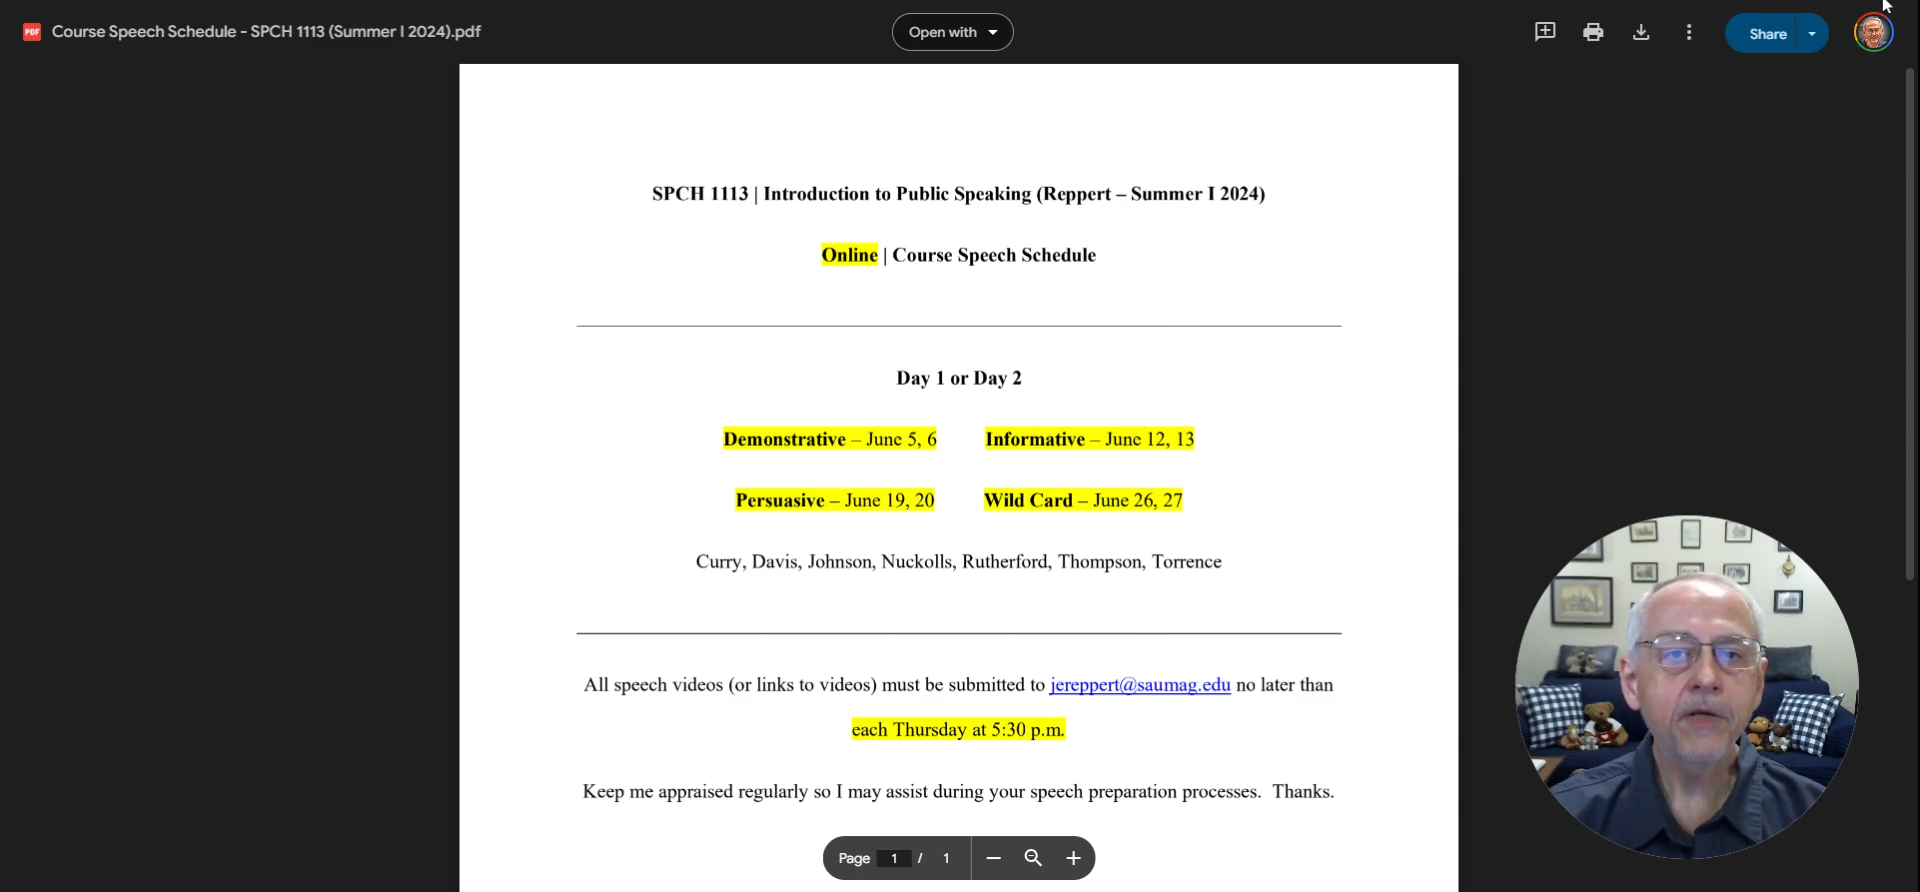 Course Speech Schedule - SPCH 1113 (Summer I 2024).pdf
Open with
Share
SPCH 1113 | Introduction to Public Speaking (Reppert – Summer I 2024)
Online | Course Speech Schedule
Day 1 or Day 2
Demonstrative – June 5, 6 Informative – June 12, 13
Persuasive – June 19, 20 Wild Card – June 26, 27
Curry, Davis, Johnson, Nuckolls, Rutherford, Thompson, Torrence
All speech videos (or links to videos) must be submitted to jereppert@saumag.edu no later than
each Thursday at 5:30 p.m.
Keep me appraised regularly so I may assist during your speech preparation processes. Thanks.
Page 1 / 1